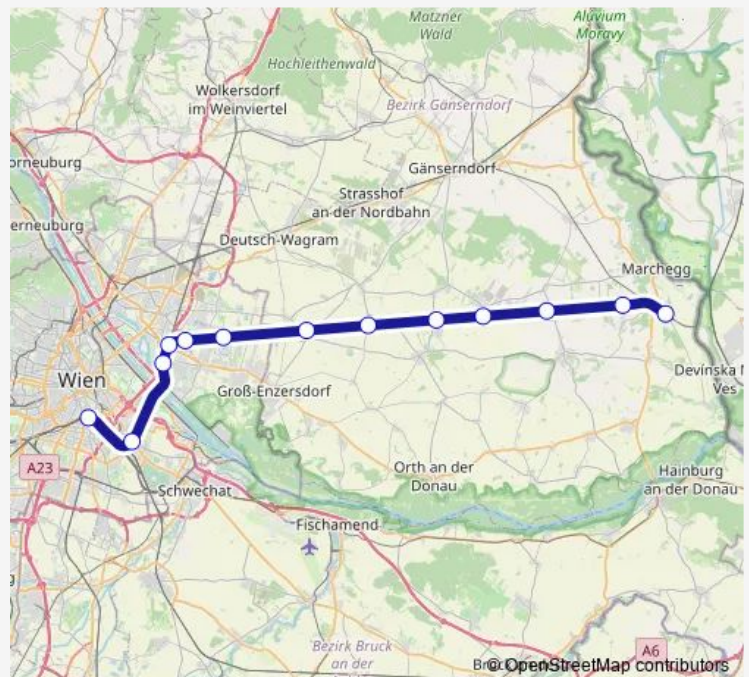 Matzner
Wald
Aluvium
Moravy
Hochleithenwald
Wolkersdorf
im Weinviertel
Bezirk Gänserndorf
orneuburg
Gänserndorf
Strasshof
an der Nordbahn
erneuburg
Deutsch-Wagram
Marchegg
Wien
Devínska N
Ves
Groß-Enzersdorf
A23
Orth an der
Donau
Hainburg
an der Donau
Schwechat
Fischamend
Bezirk Bruck
an der
A6
© OpenStreetMap contributors